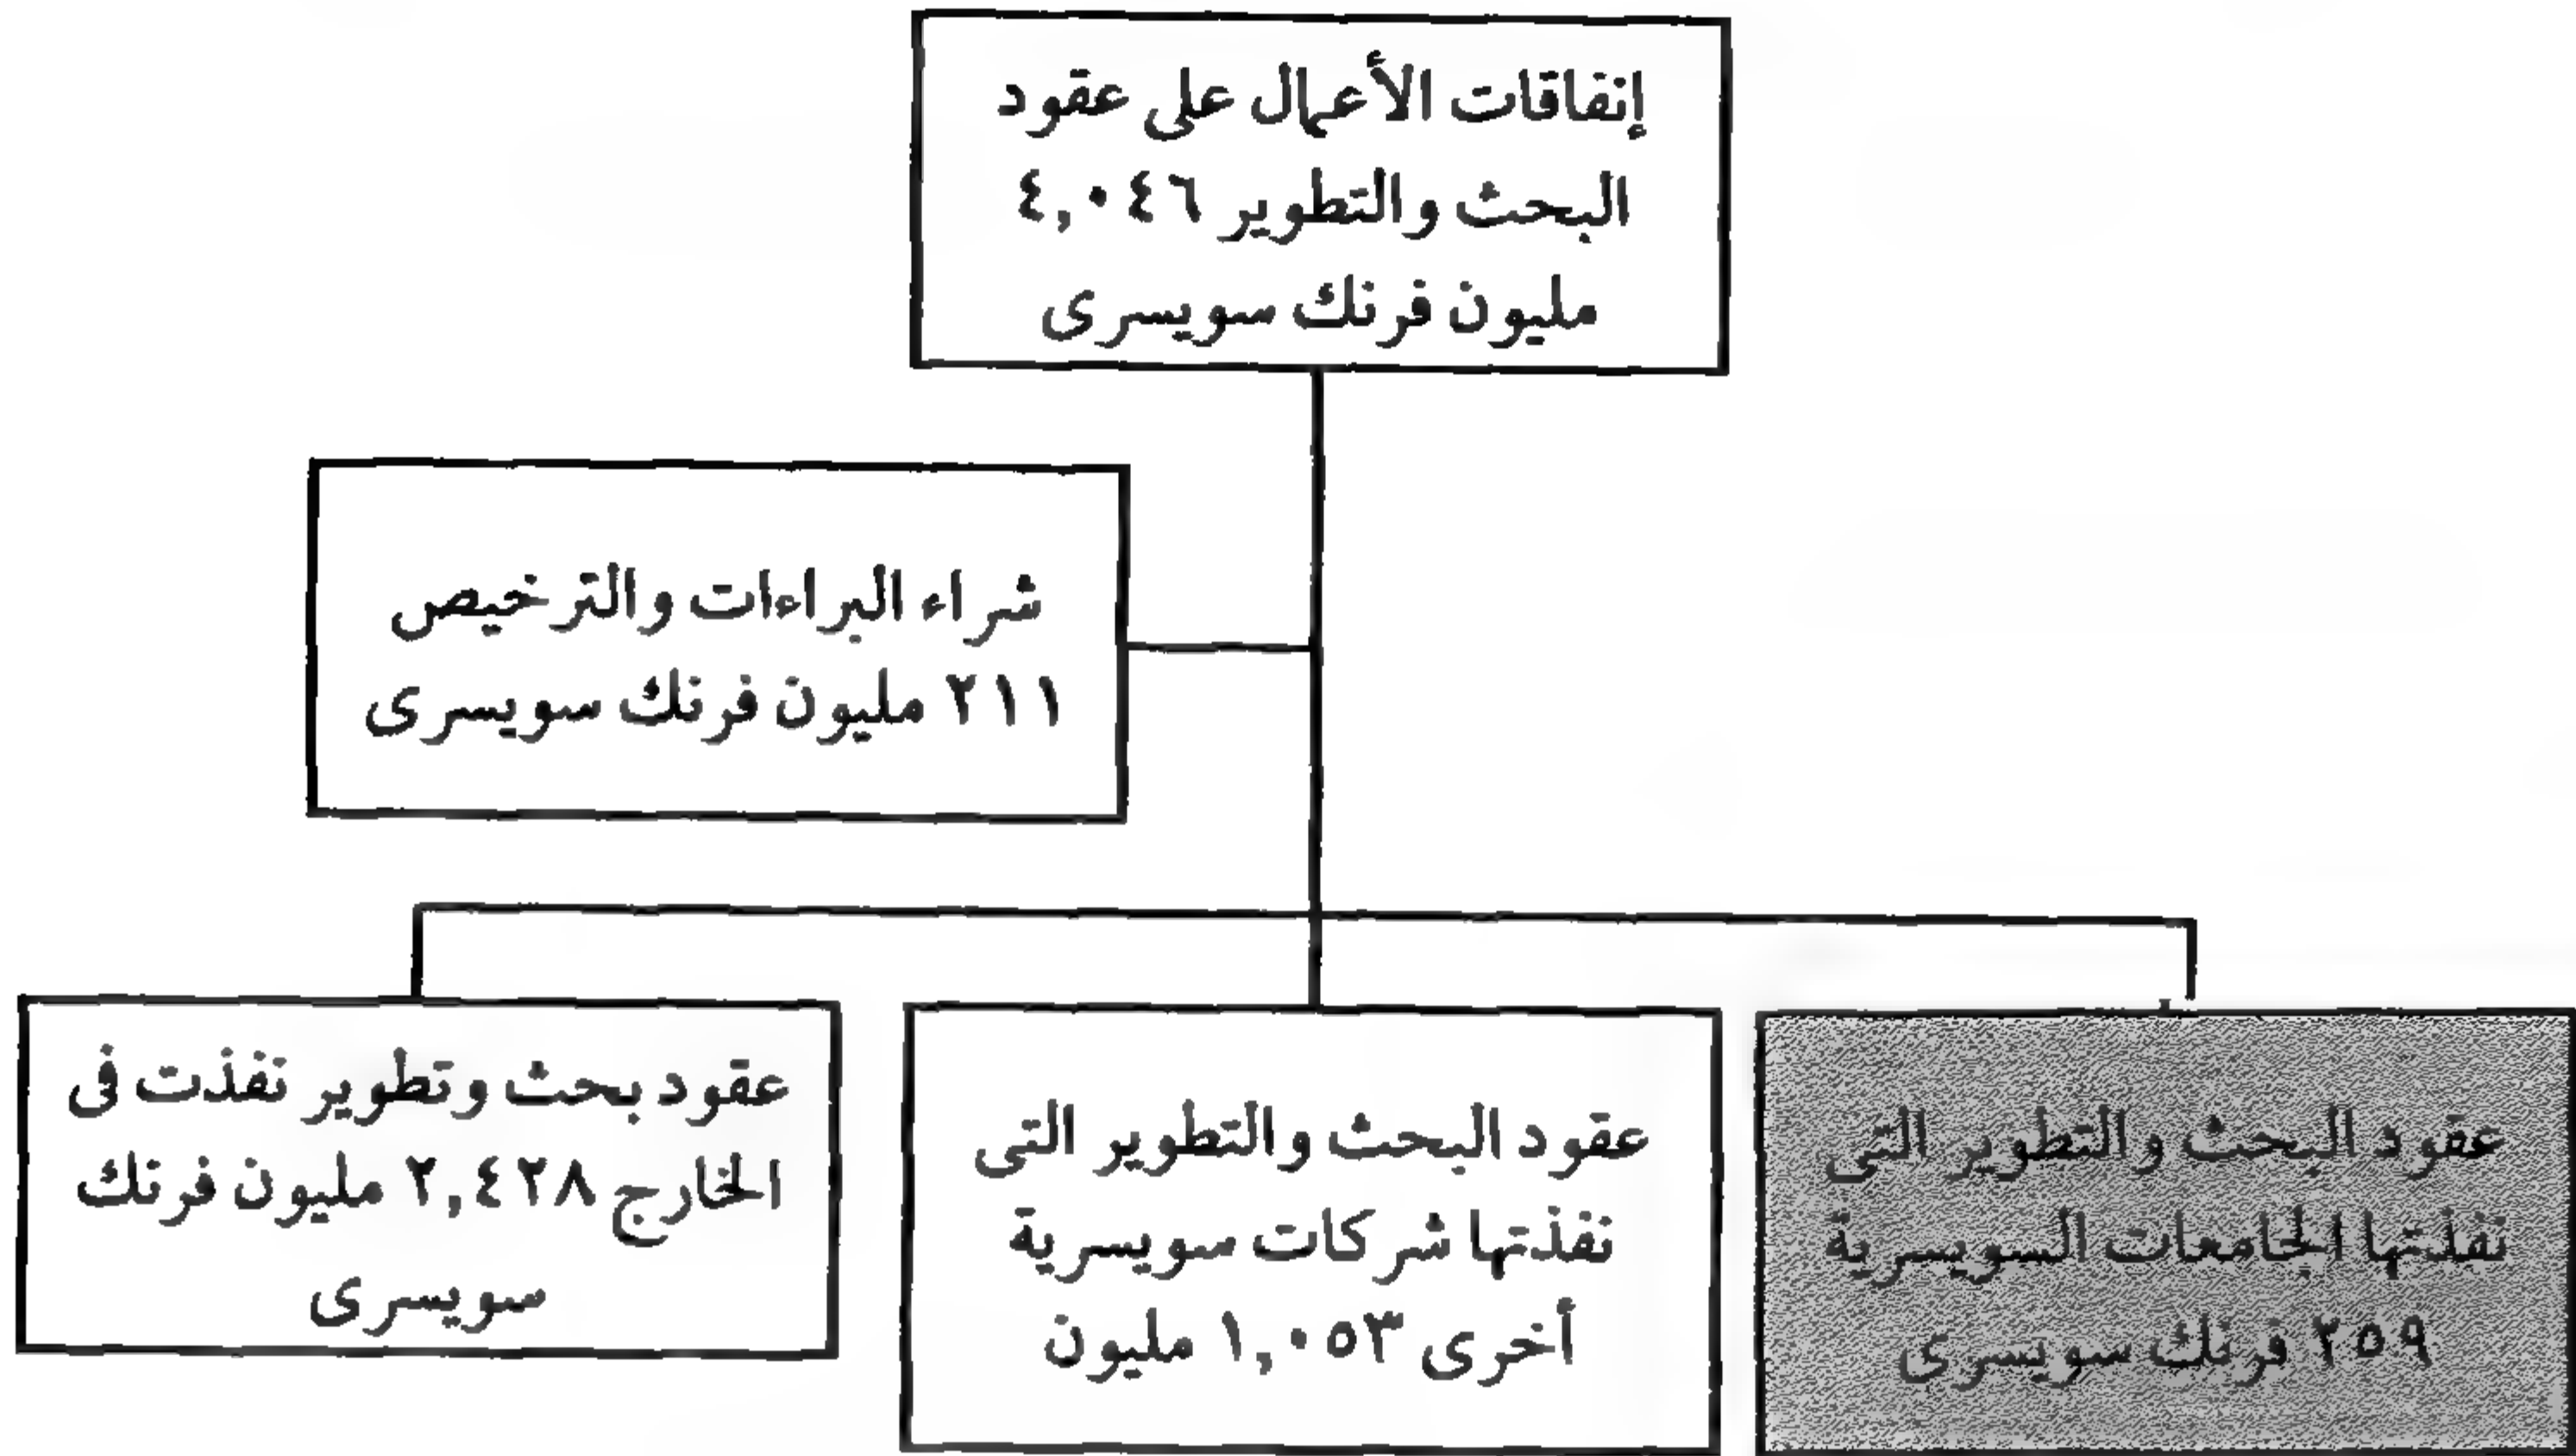 إنفاقات الأعمال على عقود
البحث والتطوير ٤,٠٤٦
مليون فرنك سويسرى
شراء البراءات والترخيص
٢١١ مليون فرنك سويسرى
عقود البحث والتطوير التى
نفذتها الجامعات السويسرية
٢٥٩ فرنك سويسرى
عقود البحث والتطوير التى
نفذتها شركات سويسرية
أخرى ١,٠٥٣ مليون
عقود بحث وتطوير نفذت فى
الخارج ٢,٤٢٨ مليون فرنك
سويسرى